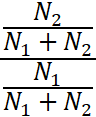 N₂
N₁ + N₂
N₁
N₁ + N₂